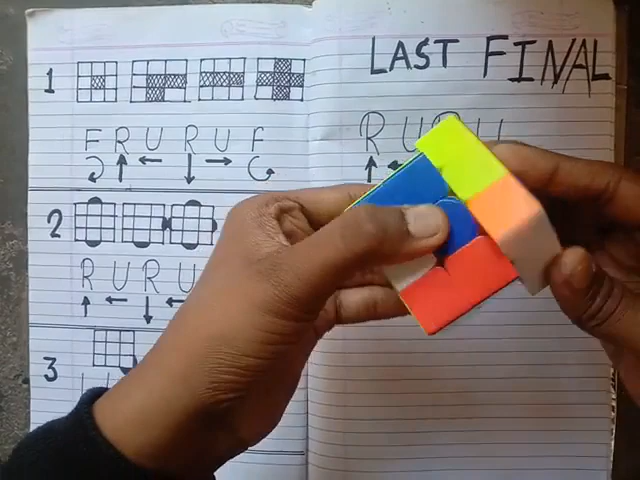 LAST FINAL
1
F R U R U F
R U R U
2
R U R U
3